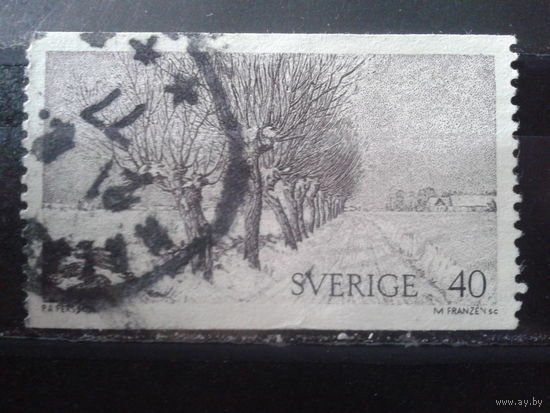 SVERIGE 40
P.A. PERSSON
M FRANZÉN SC
www.ay.by